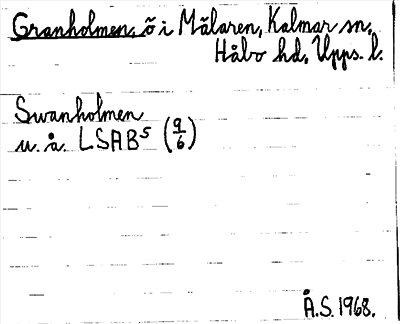 Granholmen, ö i Mälaren, Kalmar sn,
Håbo hd, Upps. l.
Swanholmen
u. å. LSAB⁵ (9/6)
Å.S. 1968.